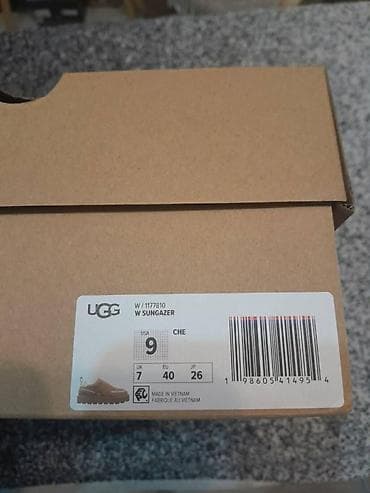 UGG
W / 1177810
W SUNGAZER
USA
9
CHE
UK EU JP
7 40 26
MADE IN VIETNAM
FABRIQUÉ AU VIETNAM
1 98605 41495 4